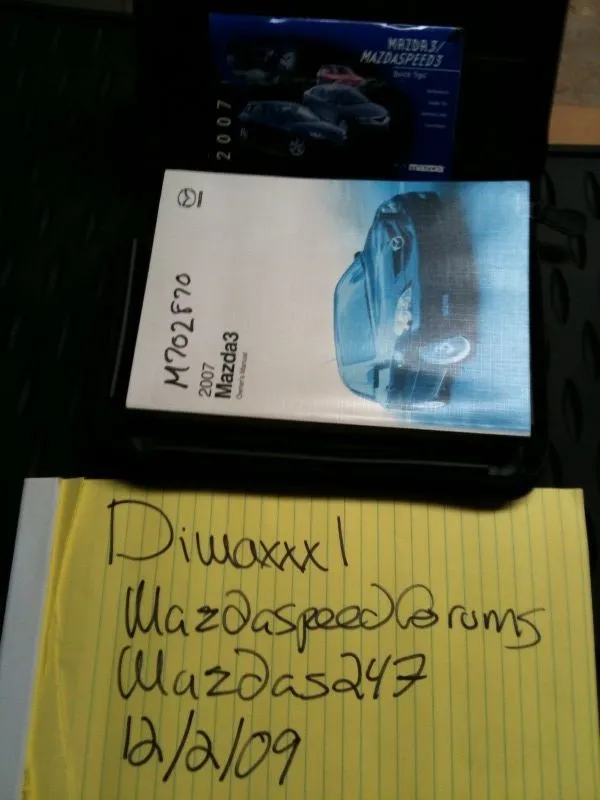 MAZDA3/
MAZDASPEED3
Quick Tips
2007
M702F70
2007
Mazda3
Owner's Manual
Dimaxxx1
Mazdaspeedforums
Mazdas247
12/2/09